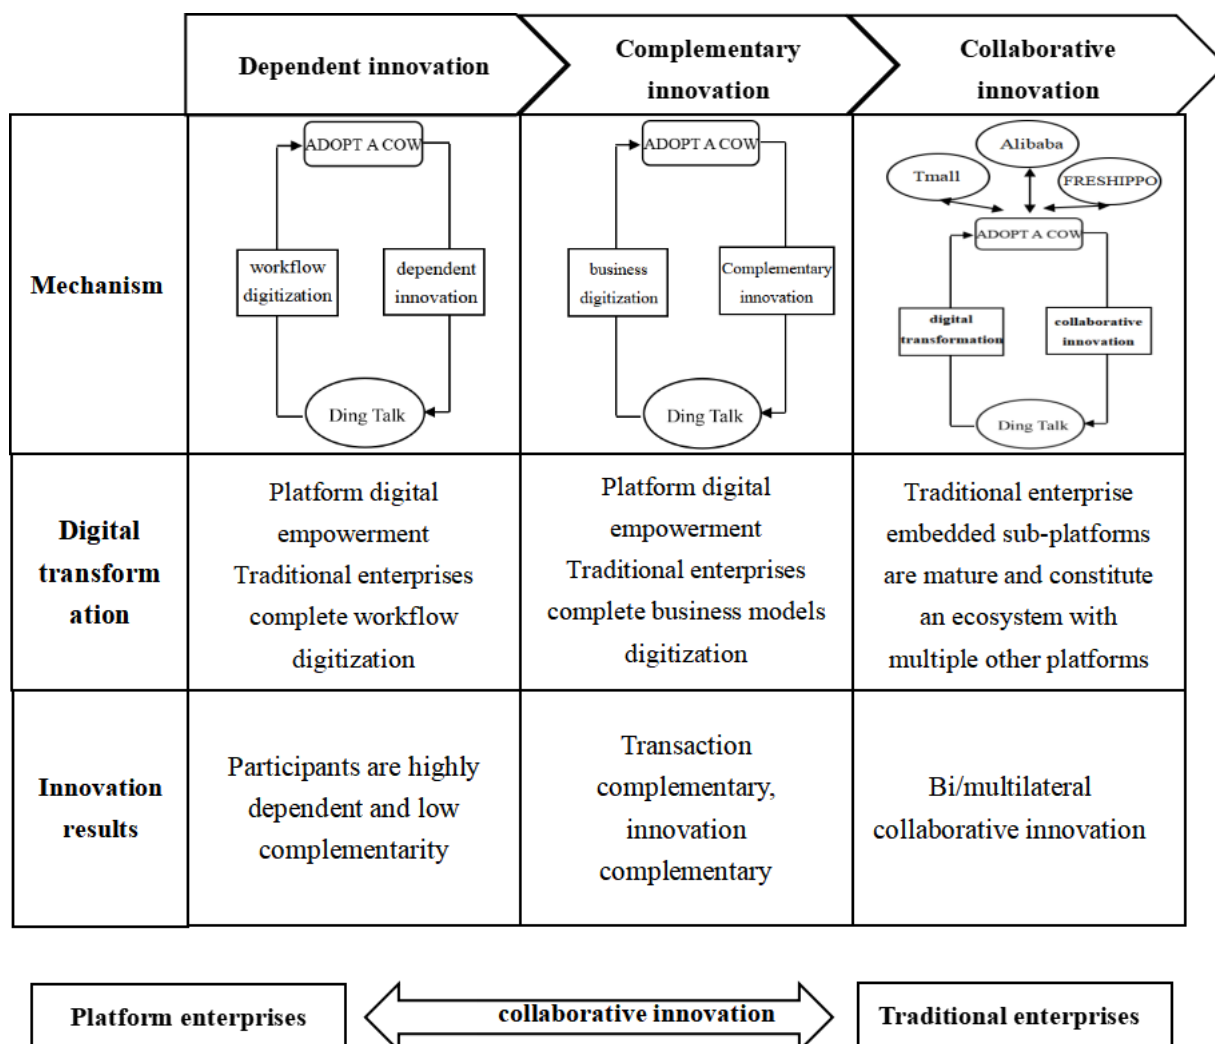 Dependent innovation
Complementary
innovation
Collaborative
innovation
Mechanism
ADOPT A COW
workflow
digitization
dependent
innovation
Ding Talk
ADOPT A COW
business
digitization
Complementary
innovation
Ding Talk
Alibaba
Tmall
FRESHIPPO
ADOPT A COW
digital
transformation
collaborative
innovation
Ding Talk
Digital
transform
ation
Platform digital
empowerment
Traditional enterprises
complete workflow
digitization
Platform digital
empowerment
Traditional enterprises
complete business models
digitization
Traditional enterprise
embedded sub-platforms
are mature and constitute
an ecosystem with
multiple other platforms
Innovation
results
Participants are highly
dependent and low
complementarity
Transaction
complementary,
innovation
complementary
Bi/multilateral
collaborative innovation
Platform enterprises
collaborative innovation
Traditional enterprises